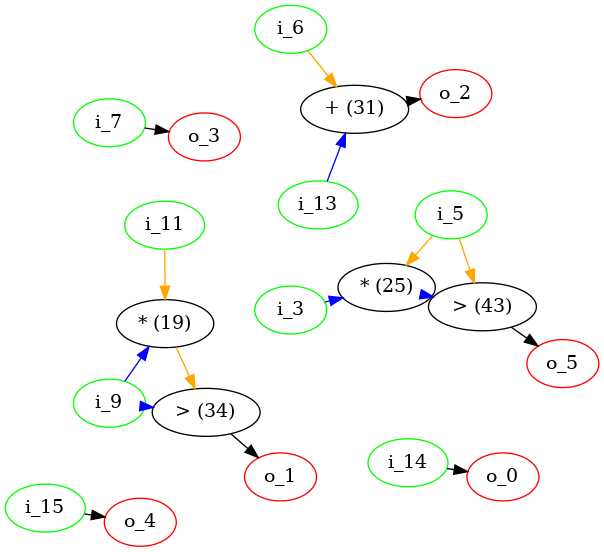 i_6
o_2
+ (31)
i_7
o_3
i_13
i_5
i_11
* (25)
> (43)
i_3
* (19)
o_5
i_9
> (34)
i_14
o_1
o_0
i_15
o_4